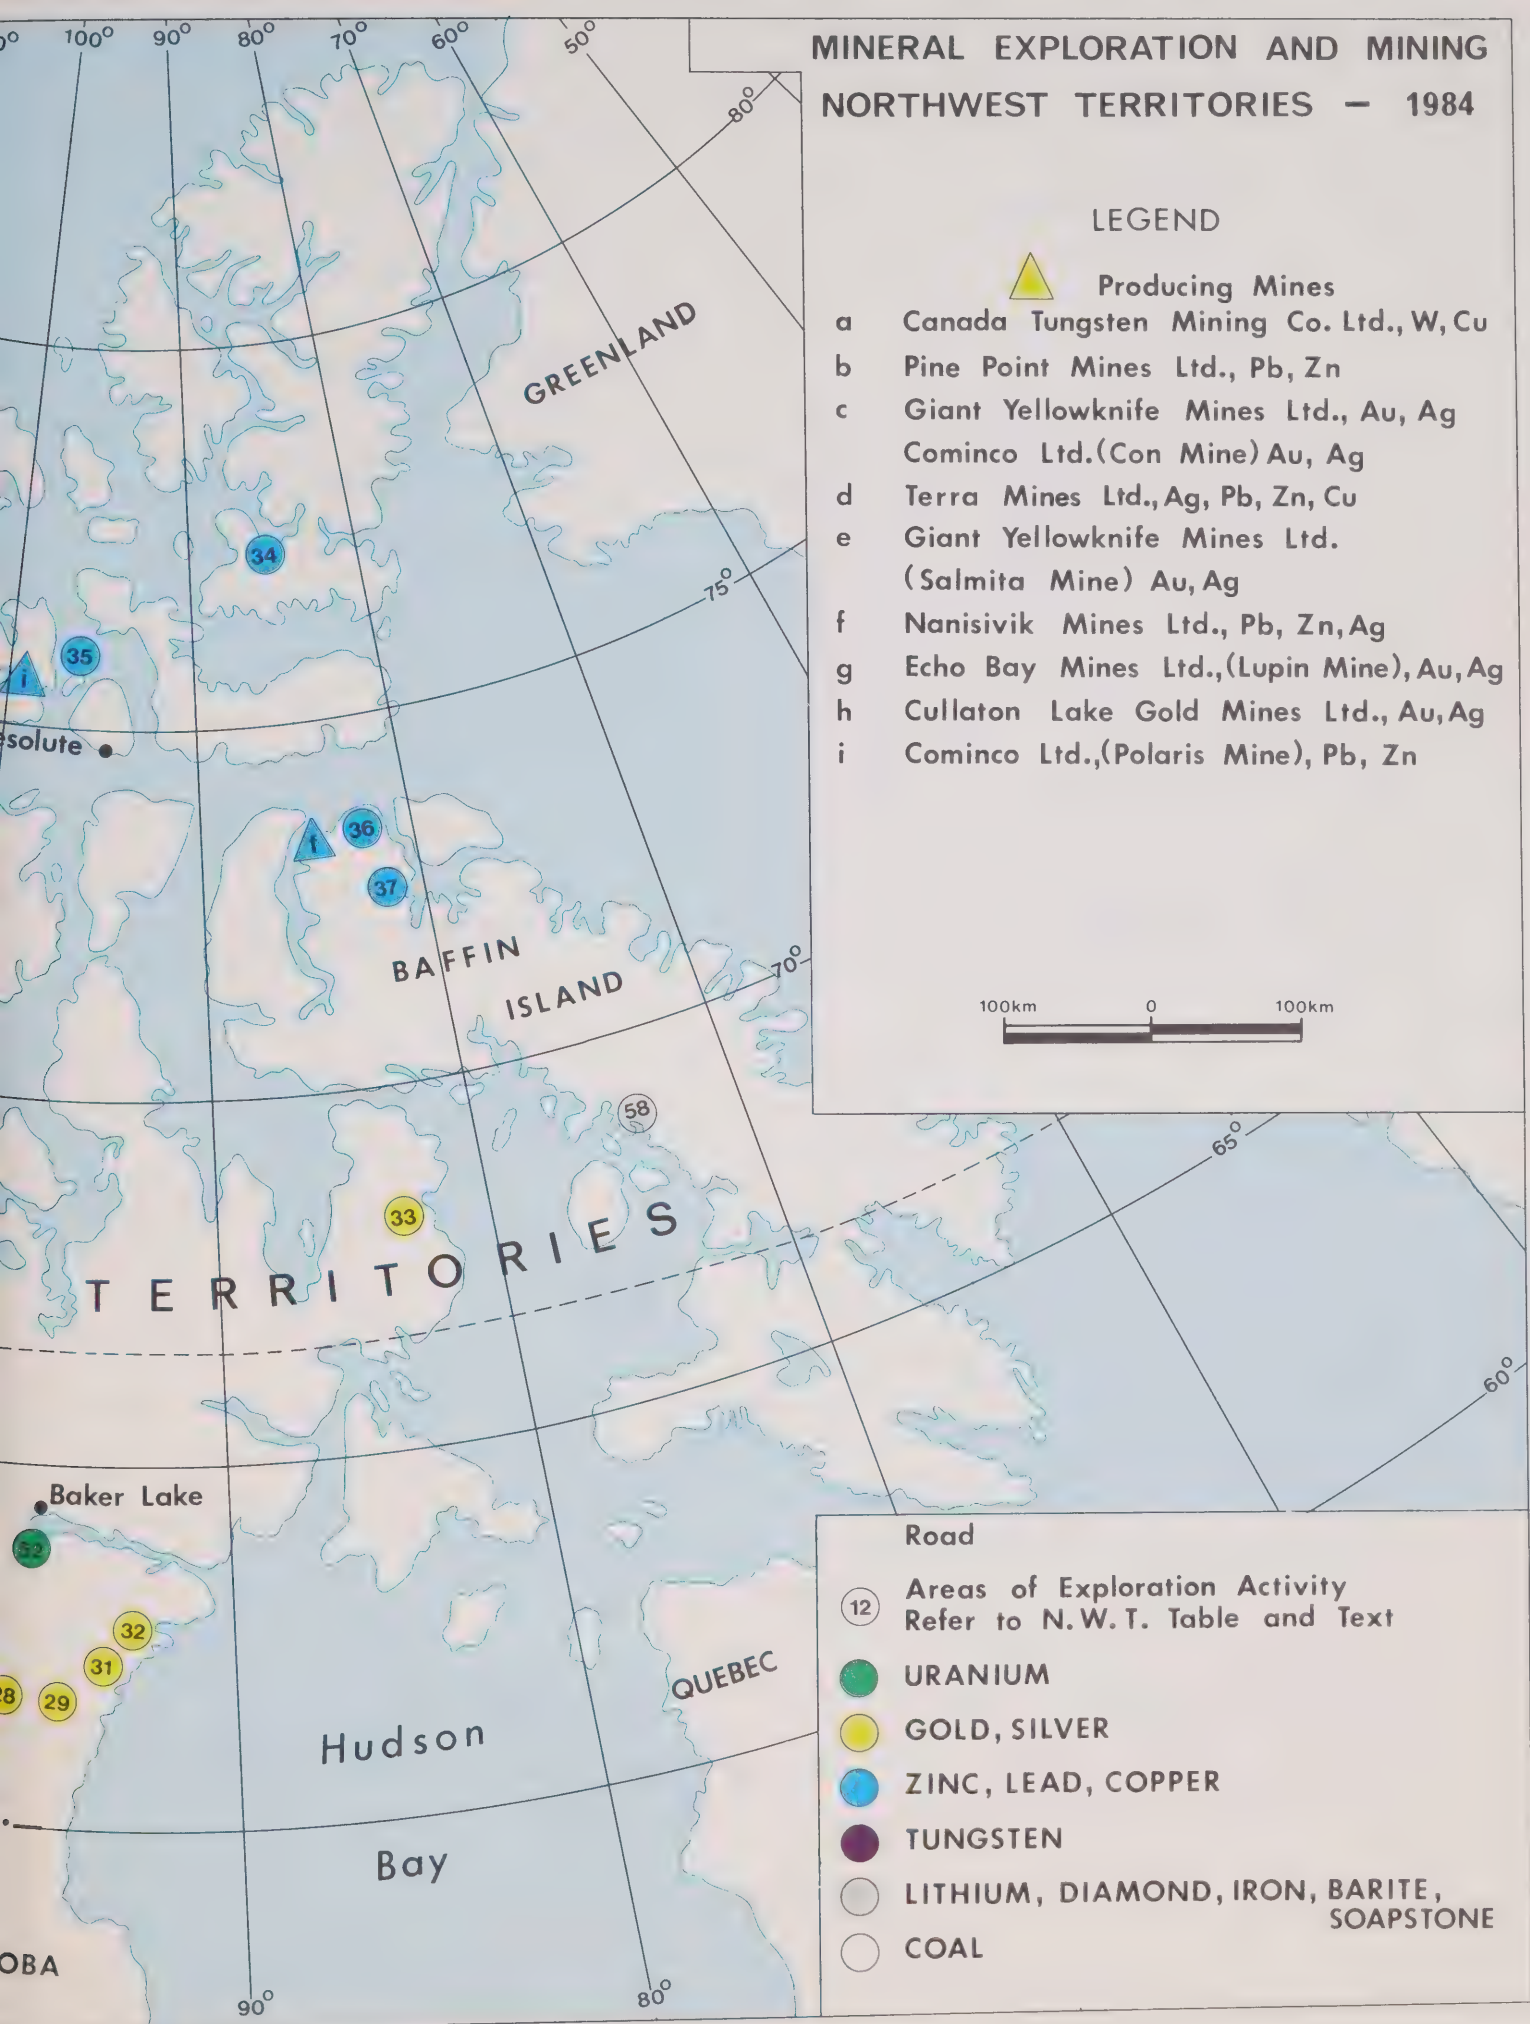 100° 90° 80° 70° 60° 50°
MINERAL EXPLORATION AND MINING
NORTHWEST TERRITORIES — 1984
80°
LEGEND
Producing Mines
a Canada Tungsten Mining Co. Ltd., W, Cu
b Pine Point Mines Ltd., Pb, Zn
c Giant Yellowknife Mines Ltd., Au, Ag
Cominco Ltd.(Con Mine) Au, Ag
d Terra Mines Ltd., Ag, Pb, Zn, Cu
e Giant Yellowknife Mines Ltd.
(Salmita Mine) Au, Ag
f Nanisivik Mines Ltd., Pb, Zn, Ag
g Echo Bay Mines Ltd.,(Lupin Mine), Au, Ag
h Cullaton Lake Gold Mines Ltd., Au, Ag
i Cominco Ltd.,(Polaris Mine), Pb, Zn
GREENLAND
34
75°
35
i
esolute
36
f
37
BAFFIN
ISLAND
70°
100km 0 100km
58
65°
33
TERRITORIES
60°
Baker Lake
52
32
31
28
29
QUEBEC
Hudson
Bay
OBA
90°
80°
Road
12 Areas of Exploration Activity
Refer to N.W.T. Table and Text
URANIUM
GOLD, SILVER
ZINC, LEAD, COPPER
TUNGSTEN
LITHIUM, DIAMOND, IRON, BARITE,
SOAPSTONE
COAL